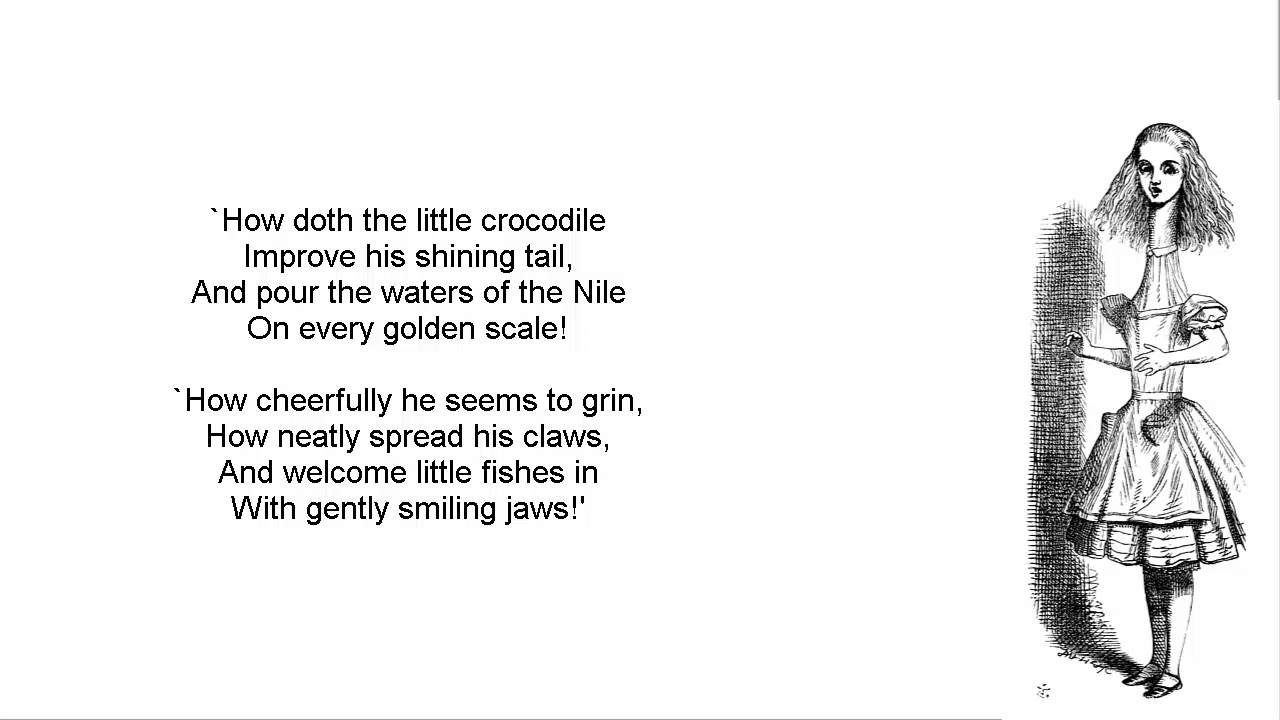 `How doth the little crocodile
Improve his shining tail,
And pour the waters of the Nile
On every golden scale!
`How cheerfully he seems to grin,
How neatly spread his claws,
And welcome little fishes in
With gently smiling jaws!'